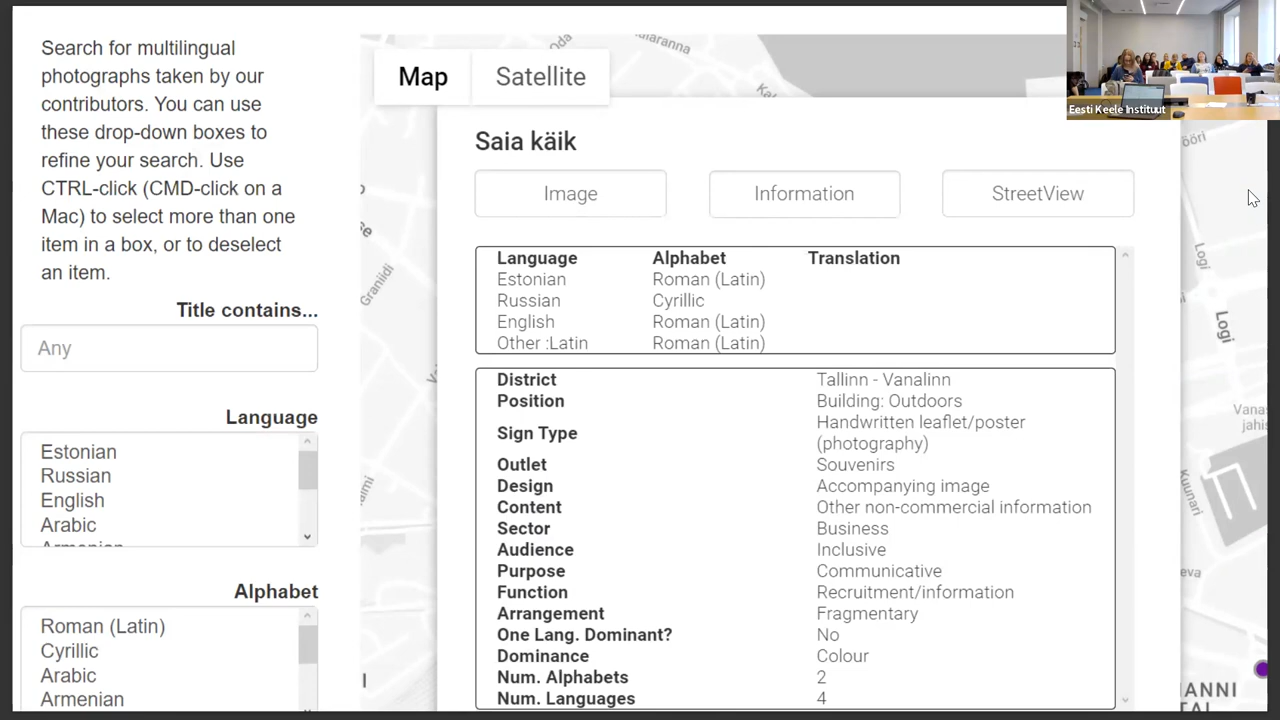 Search for multilingual
photographs taken by our
contributors. You can use
these drop-down boxes to
refine your search. Use
CTRL-click (CMD-click on a
Mac) to select more than one
item in a box, or to deselect
an item.
Title contains...
Any
Language
Estonian
Russian
English
Arabic
Armenian
Alphabet
Roman (Latin)
Cyrillic
Arabic
Armenian
Map
Satellite
Saia käik
Image
Information
StreetView
Language Alphabet Translation
Estonian Roman (Latin)
Russian Cyrillic
English Roman (Latin)
Other :Latin Roman (Latin)
District Tallinn - Vanalinn
Position Building: Outdoors
Sign Type Handwritten leaflet/poster
(photography)
Outlet Souvenirs
Design Accompanying image
Content Other non-commercial information
Sector Business
Audience Inclusive
Purpose Communicative
Function Recruitment/information
Arrangement Fragmentary
One Lang. Dominant? No
Dominance Colour
Num. Alphabets 2
Num. Languages 4
Eesti Keele Instituut
Graniidi
Logi
Logi
Kuunari